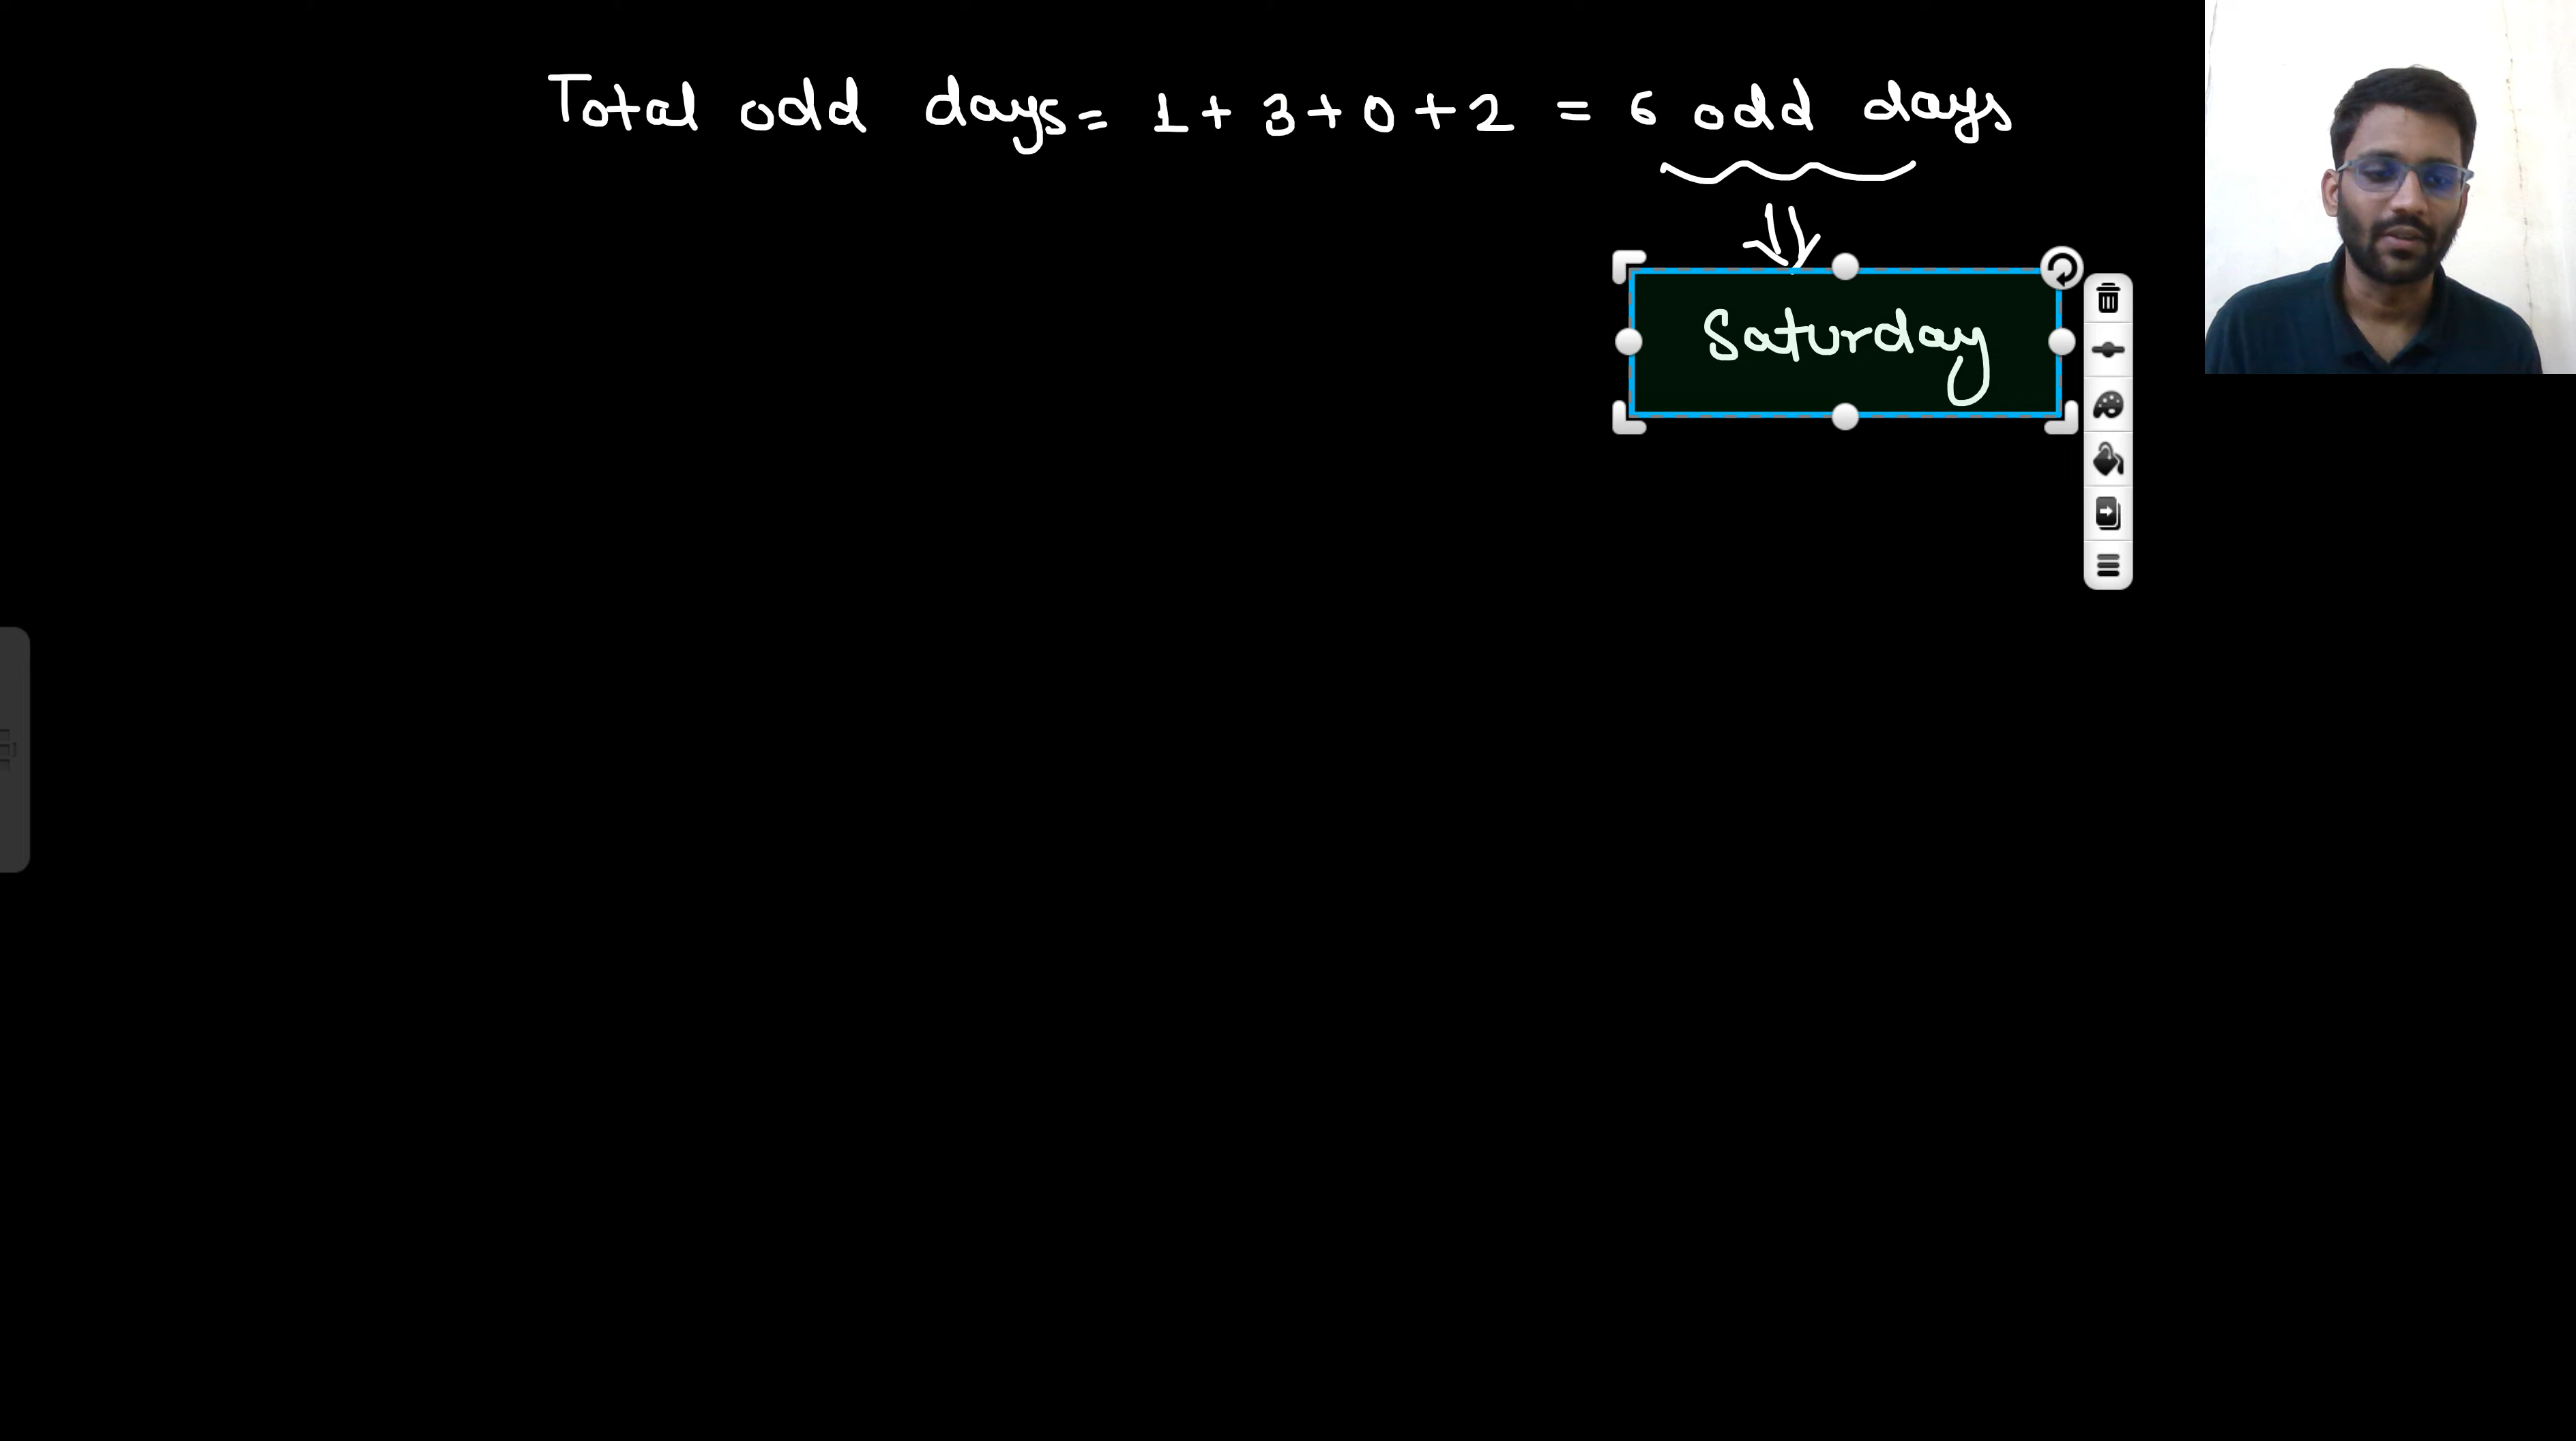 Total odd days = 1 + 3 + 0 + 2 = 6 odd days
Saturday